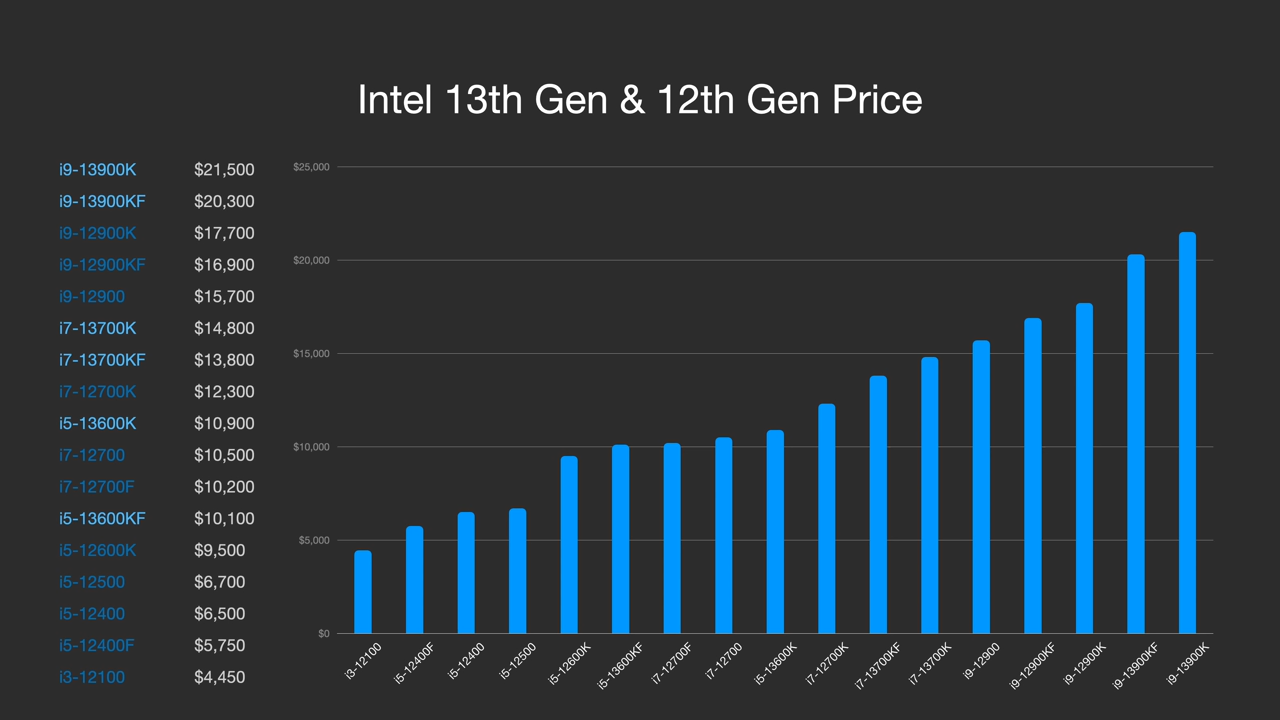 Intel 13th Gen & 12th Gen Price
i9-13900K $21,500
i9-13900KF $20,300
i9-12900K $17,700
i9-12900KF $16,900
i9-12900 $15,700
i7-13700K $14,800
i7-13700KF $13,800
i7-12700K $12,300
i5-13600K $10,900
i7-12700 $10,500
i7-12700F $10,200
i5-13600KF $10,100
i5-12600K $9,500
i5-12500 $6,700
i5-12400 $6,500
i5-12400F $5,750
i3-12100 $4,450
$25,000
$20,000
$15,000
$10,000
$5,000
$0
i3-12100
i5-12400F
i5-12400
i5-12500
i5-12600K
i5-13600KF
i7-12700F
i7-12700
i5-13600K
i7-12700K
i7-13700KF
i7-13700K
i9-12900
i9-12900KF
i9-12900K
i9-13900KF
i9-13900K